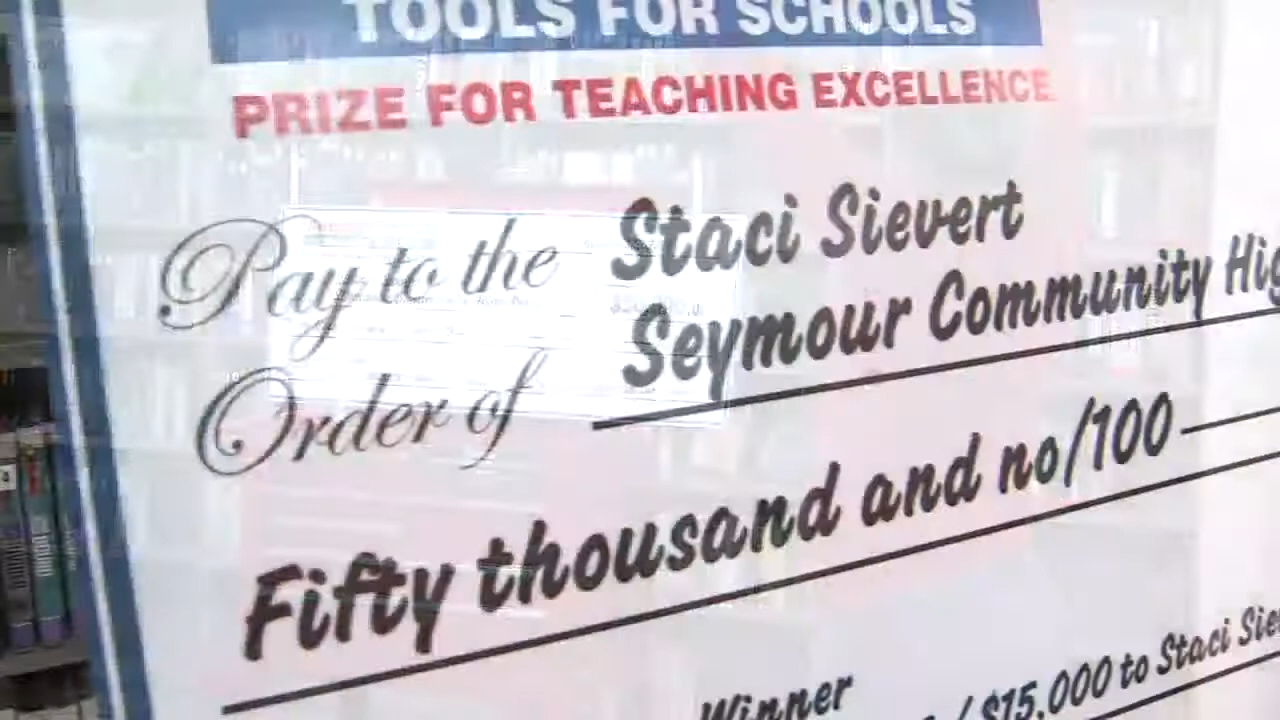 TOOLS FOR SCHOOLS
PRIZE FOR TEACHING EXCELLENCE
Pay to the
Order of
Staci Sievert
Seymour Community Hig
Fifty thousand and no/100
Winner
/ $15,000 to Staci Sie